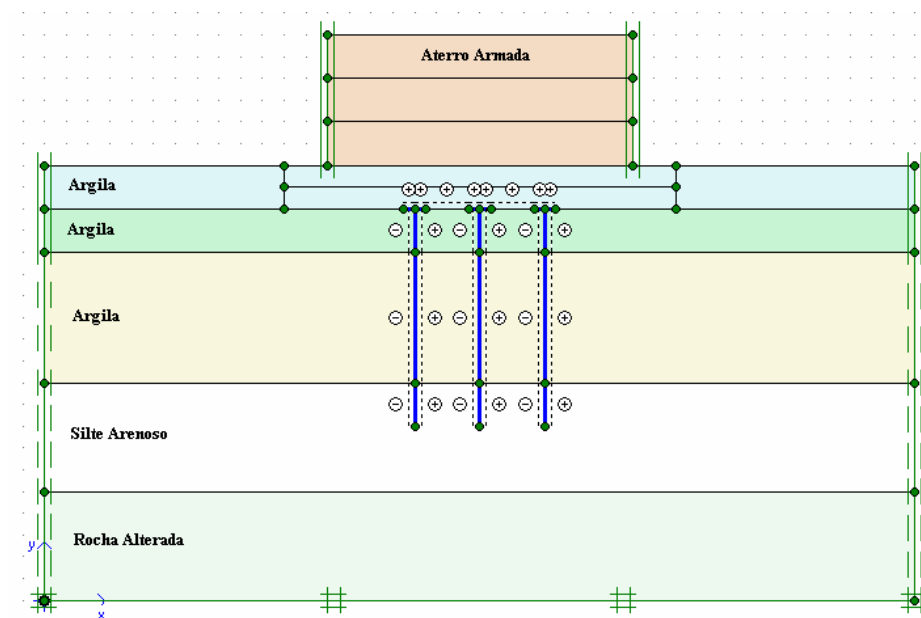 Aterro Armada
Argila
Argila
Argila
Silte Arenoso
Rocha Alterada
y
x